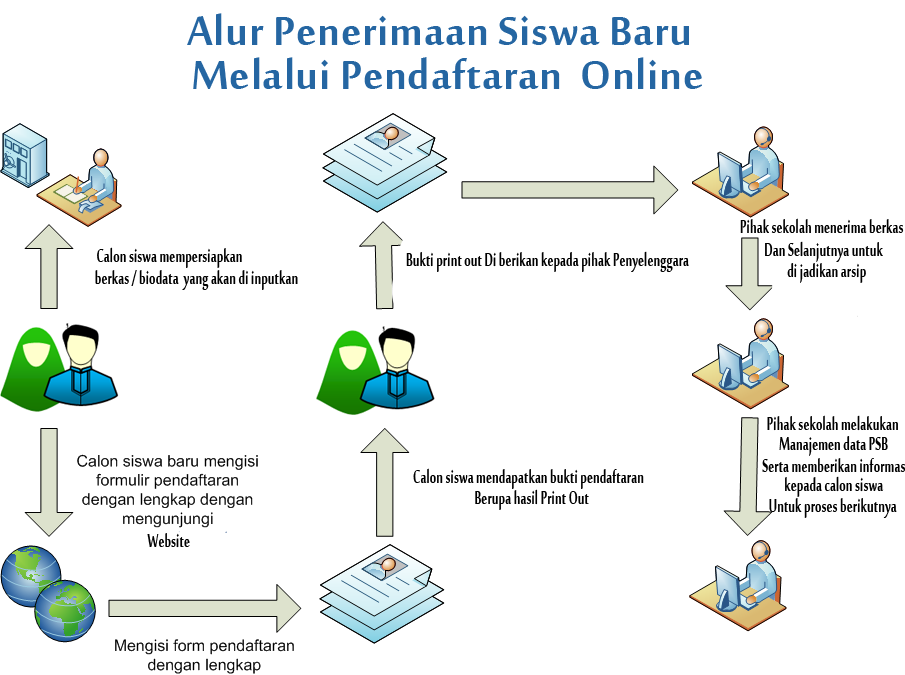 Alur Penerimaan Siswa Baru
Melalui Pendaftaran Online
Calon siswa mempersiapkan
berkas / biodata yang akan di inputkan
Calon siswa baru mengisi
formulir pendaftaran
dengan lengkap dengan
mengunjungi
Website
Mengisi form pendaftaran
dengan lengkap
Calon siswa mendapatkan bukti pendaftaran
Berupa hasil Print Out
Bukti print out Di berikan kepada pihak Penyelenggara
Pihak sekolah menerima berkas
Dan Selanjutnya untuk
di jadikan arsip
Pihak sekolah melakukan
Manajemen data PSB
Serta memberikan informas
kepada calon siswa
Untuk proses berikutnya